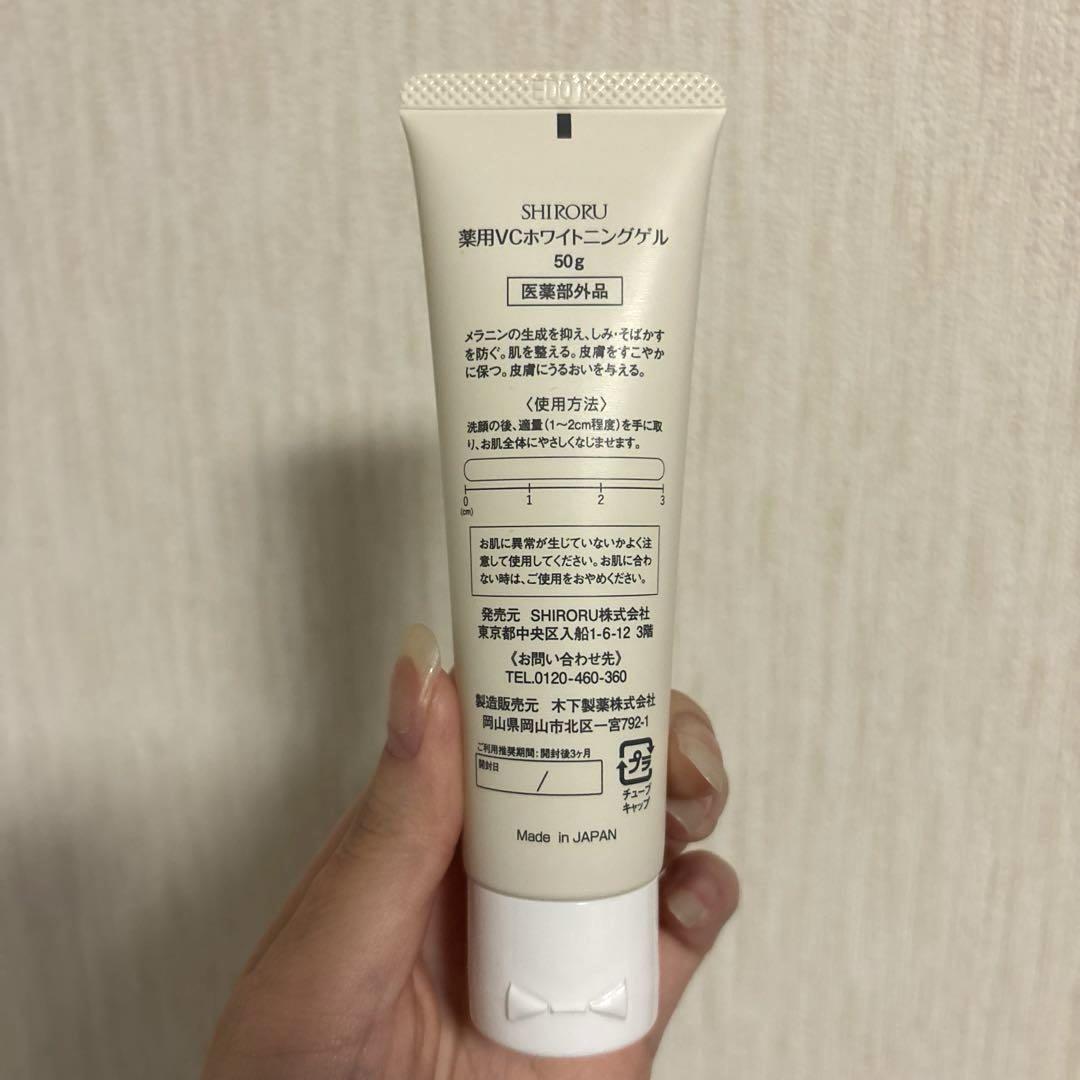 SHIRORU
薬用VCホワイトニングゲル
50g
医薬部外品
メラニンの生成を抑え、しみ・そばかす
を防ぐ。肌を整える。皮膚をすこやか
に保つ。皮膚にうるおいを与える。
〈使用方法〉
洗顔の後、適量(1〜2cm程度)を手に取
り、お肌全体にやさしくなじませます。
0 1 2 3
(cm)
お肌に異常が生じていないかよく注
意して使用してください。お肌に合わ
ない時は、ご使用をおやめください。
発売元 SHIRORU株式会社
東京都中央区入船1-6-12 3階
《お問い合わせ先》
TEL.0120-460-360
製造販売元 木下製薬株式会社
岡山県岡山市北区一宮792-1
ご利用推奨期間:開封後3ヶ月
開封日
/
プラ
チューブ
キャップ
Made in JAPAN